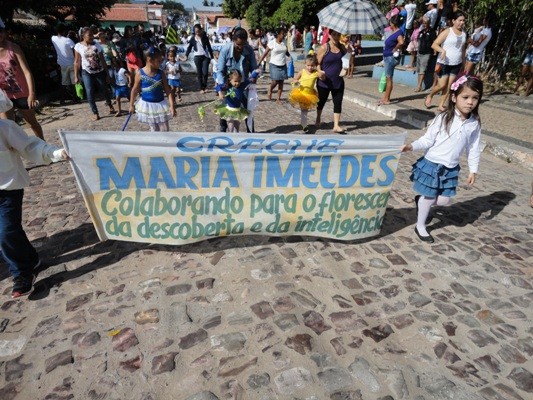 CRECHE
MARIA IMELDES
Colaborando para o florescer
da descoberta e da inteligência